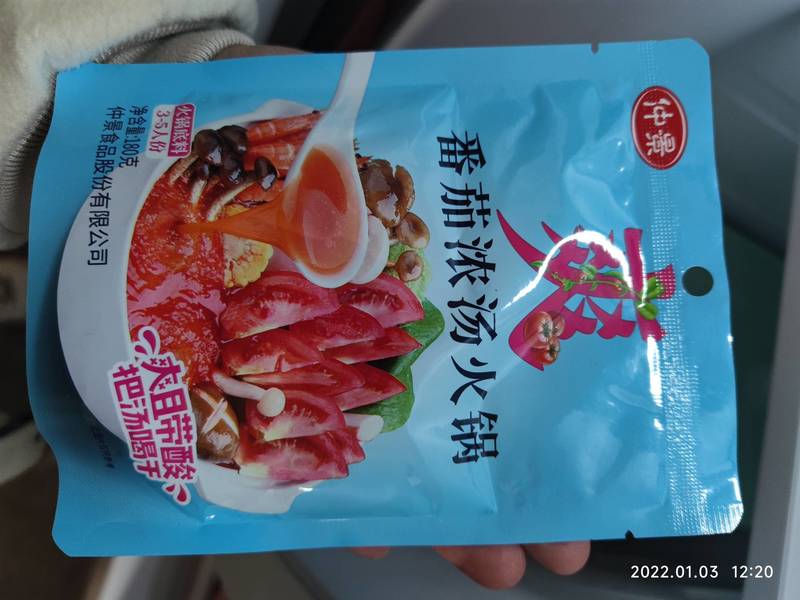 仲景
爽
番茄浓汤火锅
火锅底料
3-5人份
净含量:180克
仲景食品股份有限公司
爽自带酸
把汤喝干
2022.01.03 12:20